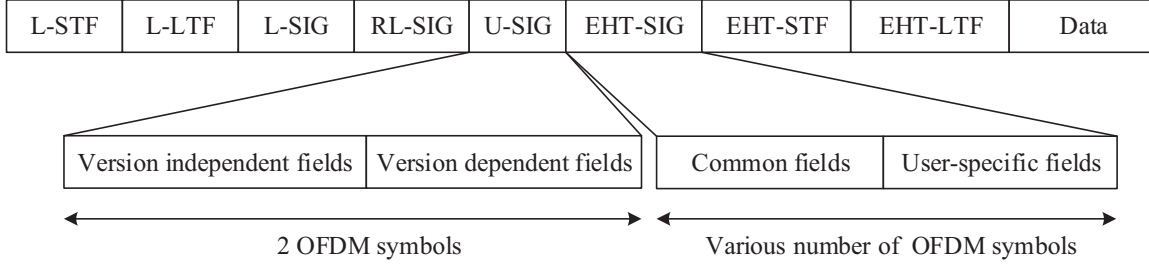 L-STF L-LTF L-SIG RL-SIG U-SIG EHT-SIG EHT-STF EHT-LTF Data
Version independent fields Version dependent fields Common fields User-specific fields
2 OFDM symbols Various number of OFDM symbols